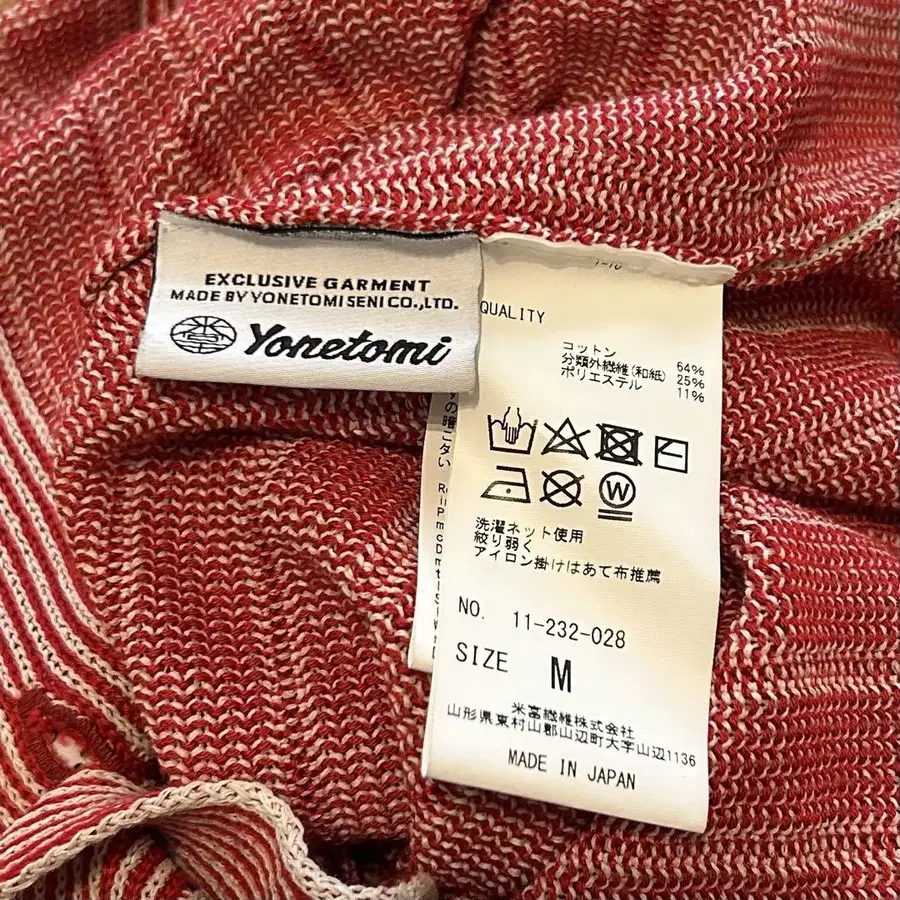 EXCLUSIVE GARMENT
MADE BY YONETOMI SENI CO.,LTD.
Yonetomi
QUALITY
コットン 64%
分類外繊維(和紙) 25%
ポリエステル 11%
W
洗濯ネット使用
絞り弱く
アイロン掛けはあて布推薦
NO. 11-232-028
SIZE M
米富繊維株式会社
山形県東村山郡山辺町大字山辺1136
MADE IN JAPAN